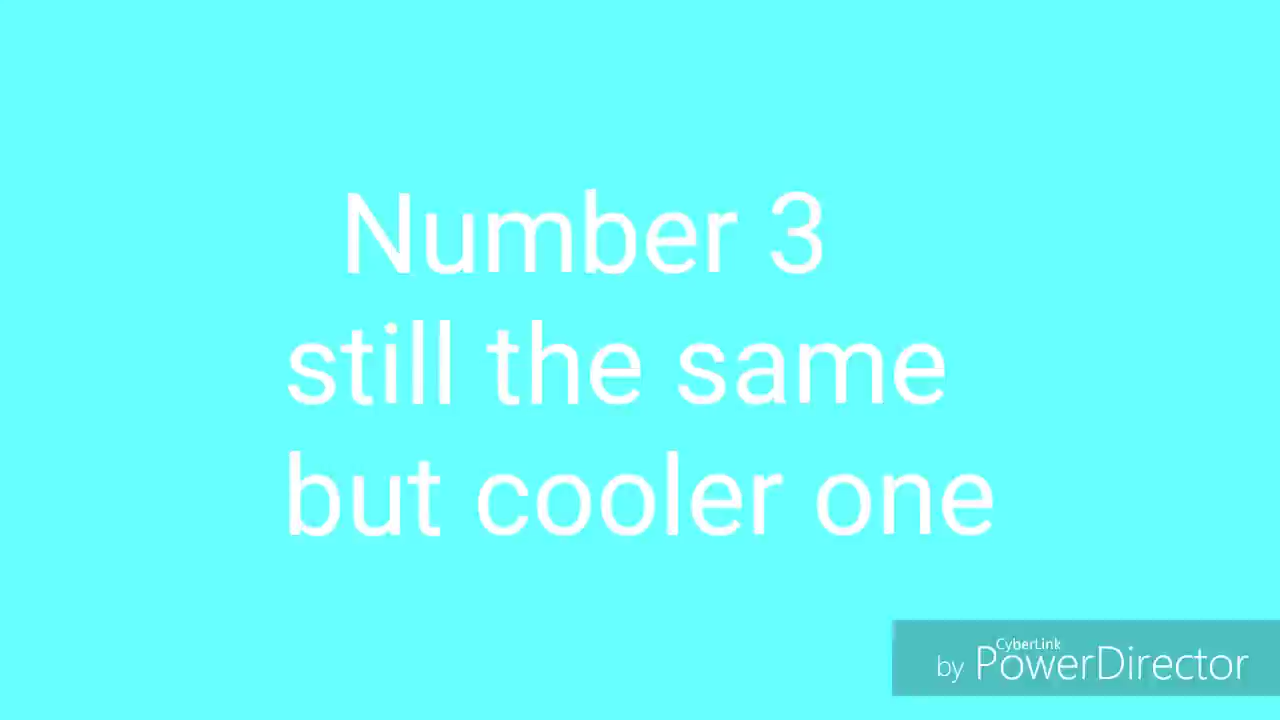 Number 3
still the same
but cooler one
CyberLink
by PowerDirector